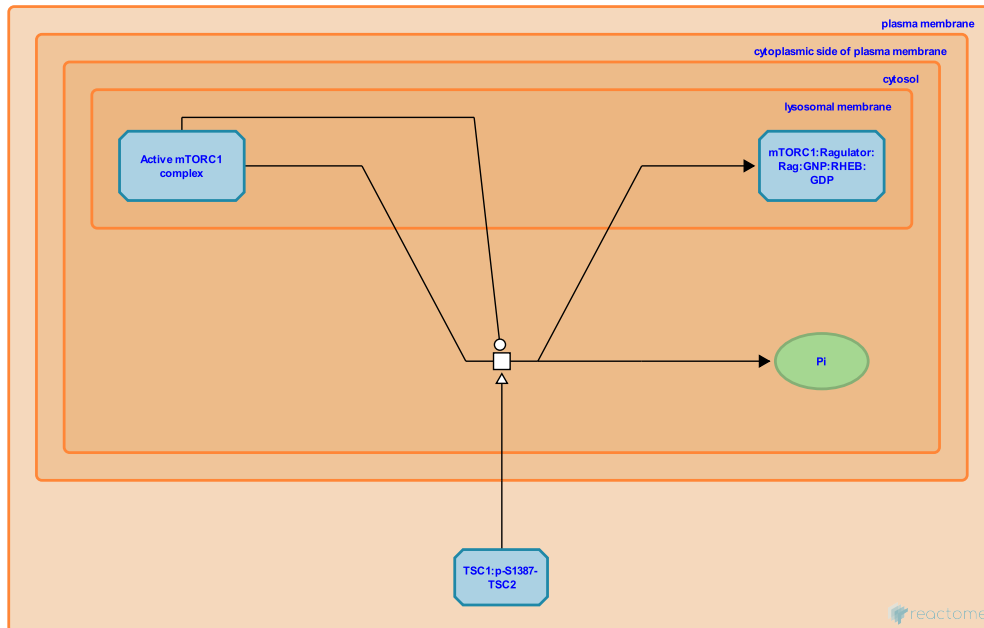 plasma membrane
cytoplasmic side of plasma membrane
cytosol
lysosomal membrane
Active mTORC1
complex
mTORC1:Ragulator:
Rag:GNP:RHEB:
GDP
Pi
TSC1:p-S1387-
TSC2
reactome